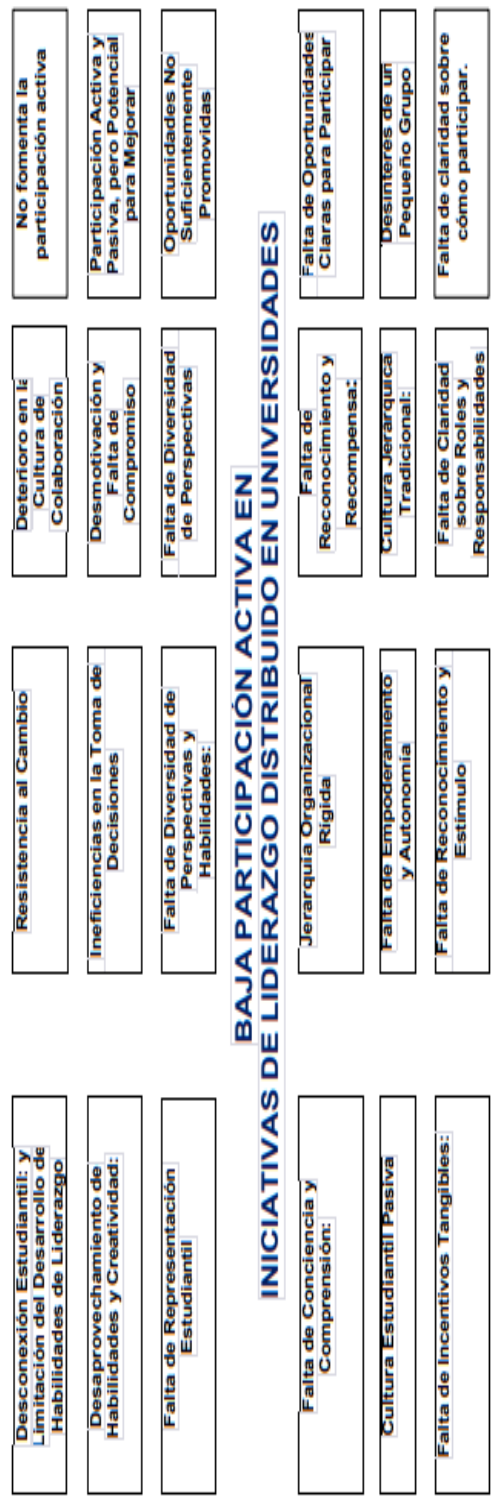 Desconexión Estudiantil: y
Limitación del Desarrollo de
Habilidades de Liderazgo
Resistencia al Cambio
Deterioro en la
Cultura de
Colaboración
No fomenta la
participación activa
Desaprovechamiento de
Habilidades y Creatividad:
Ineficiencias en la Toma de
Decisiones
Desmotivación y
Falta de
Compromiso
Participación Activa y
Pasiva, pero Potencial
para Mejorar
Falta de Representación
Estudiantil
Falta de Diversidad de
Perspectivas y
Habilidades:
Falta de Diversidad
de Perspectivas
Oportunidades No
Suficientemente
Promovidas
BAJA PARTICIPACIÓN ACTIVA EN
INICIATIVAS DE LIDERAZGO DISTRIBUIDO EN UNIVERSIDADES
Falta de Conciencia y
Comprensión:
Jerarquia Organizacional
Rígida
Falta de
Reconocimiento y
Recompensa:
Falta de Oportunidades
Claras para Participar
Cultura Estudiantil Pasiva
Falta de Empoderamiento
y Autonomía
Cultura Jerárquica
Tradicional:
Desinterés de un
Pequeño Grupo
Falta de Incentivos Tangibles:
Falta de Reconocimiento y
Estímulo
Falta de Claridad
sobre Roles y
Responsabilidades
Falta de claridad sobre
cómo participar.